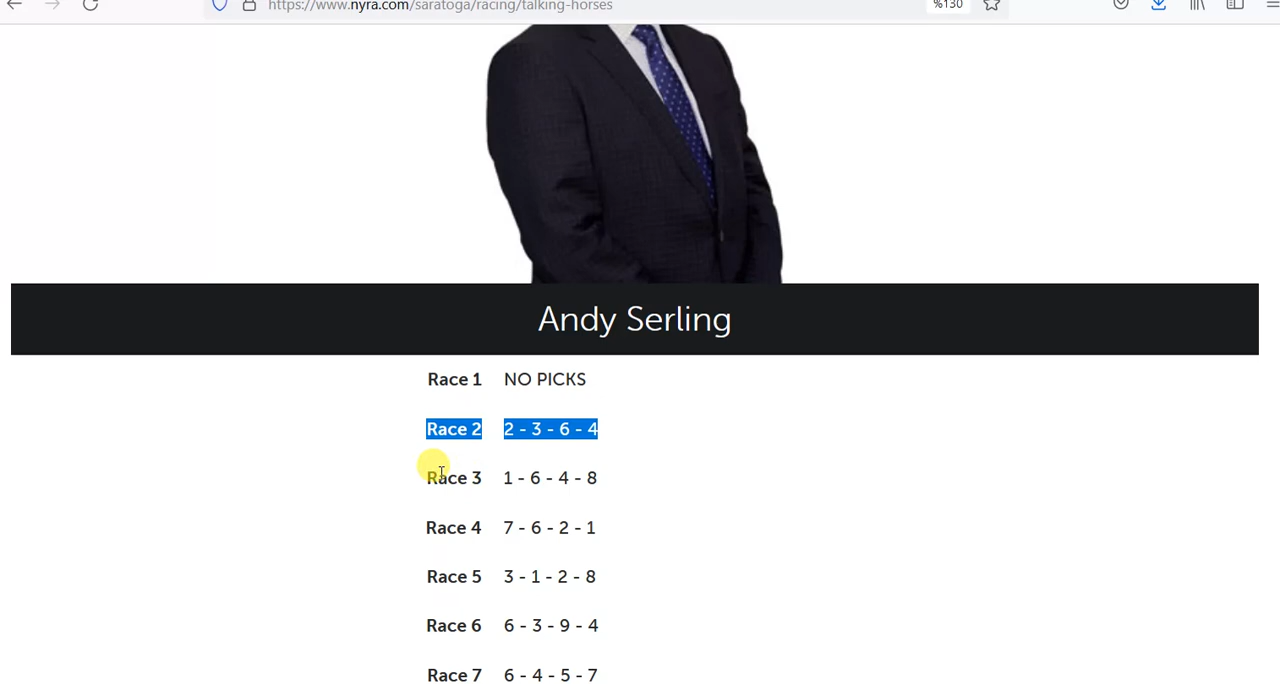 https://www.nyra.com/saratoga/racing/talking-horses
%130
Andy Serling
Race 1 NO PICKS
Race 2 2 - 3 - 6 - 4
Race 3 1 - 6 - 4 - 8
Race 4 7 - 6 - 2 - 1
Race 5 3 - 1 - 2 - 8
Race 6 6 - 3 - 9 - 4
Race 7 6 - 4 - 5 - 7